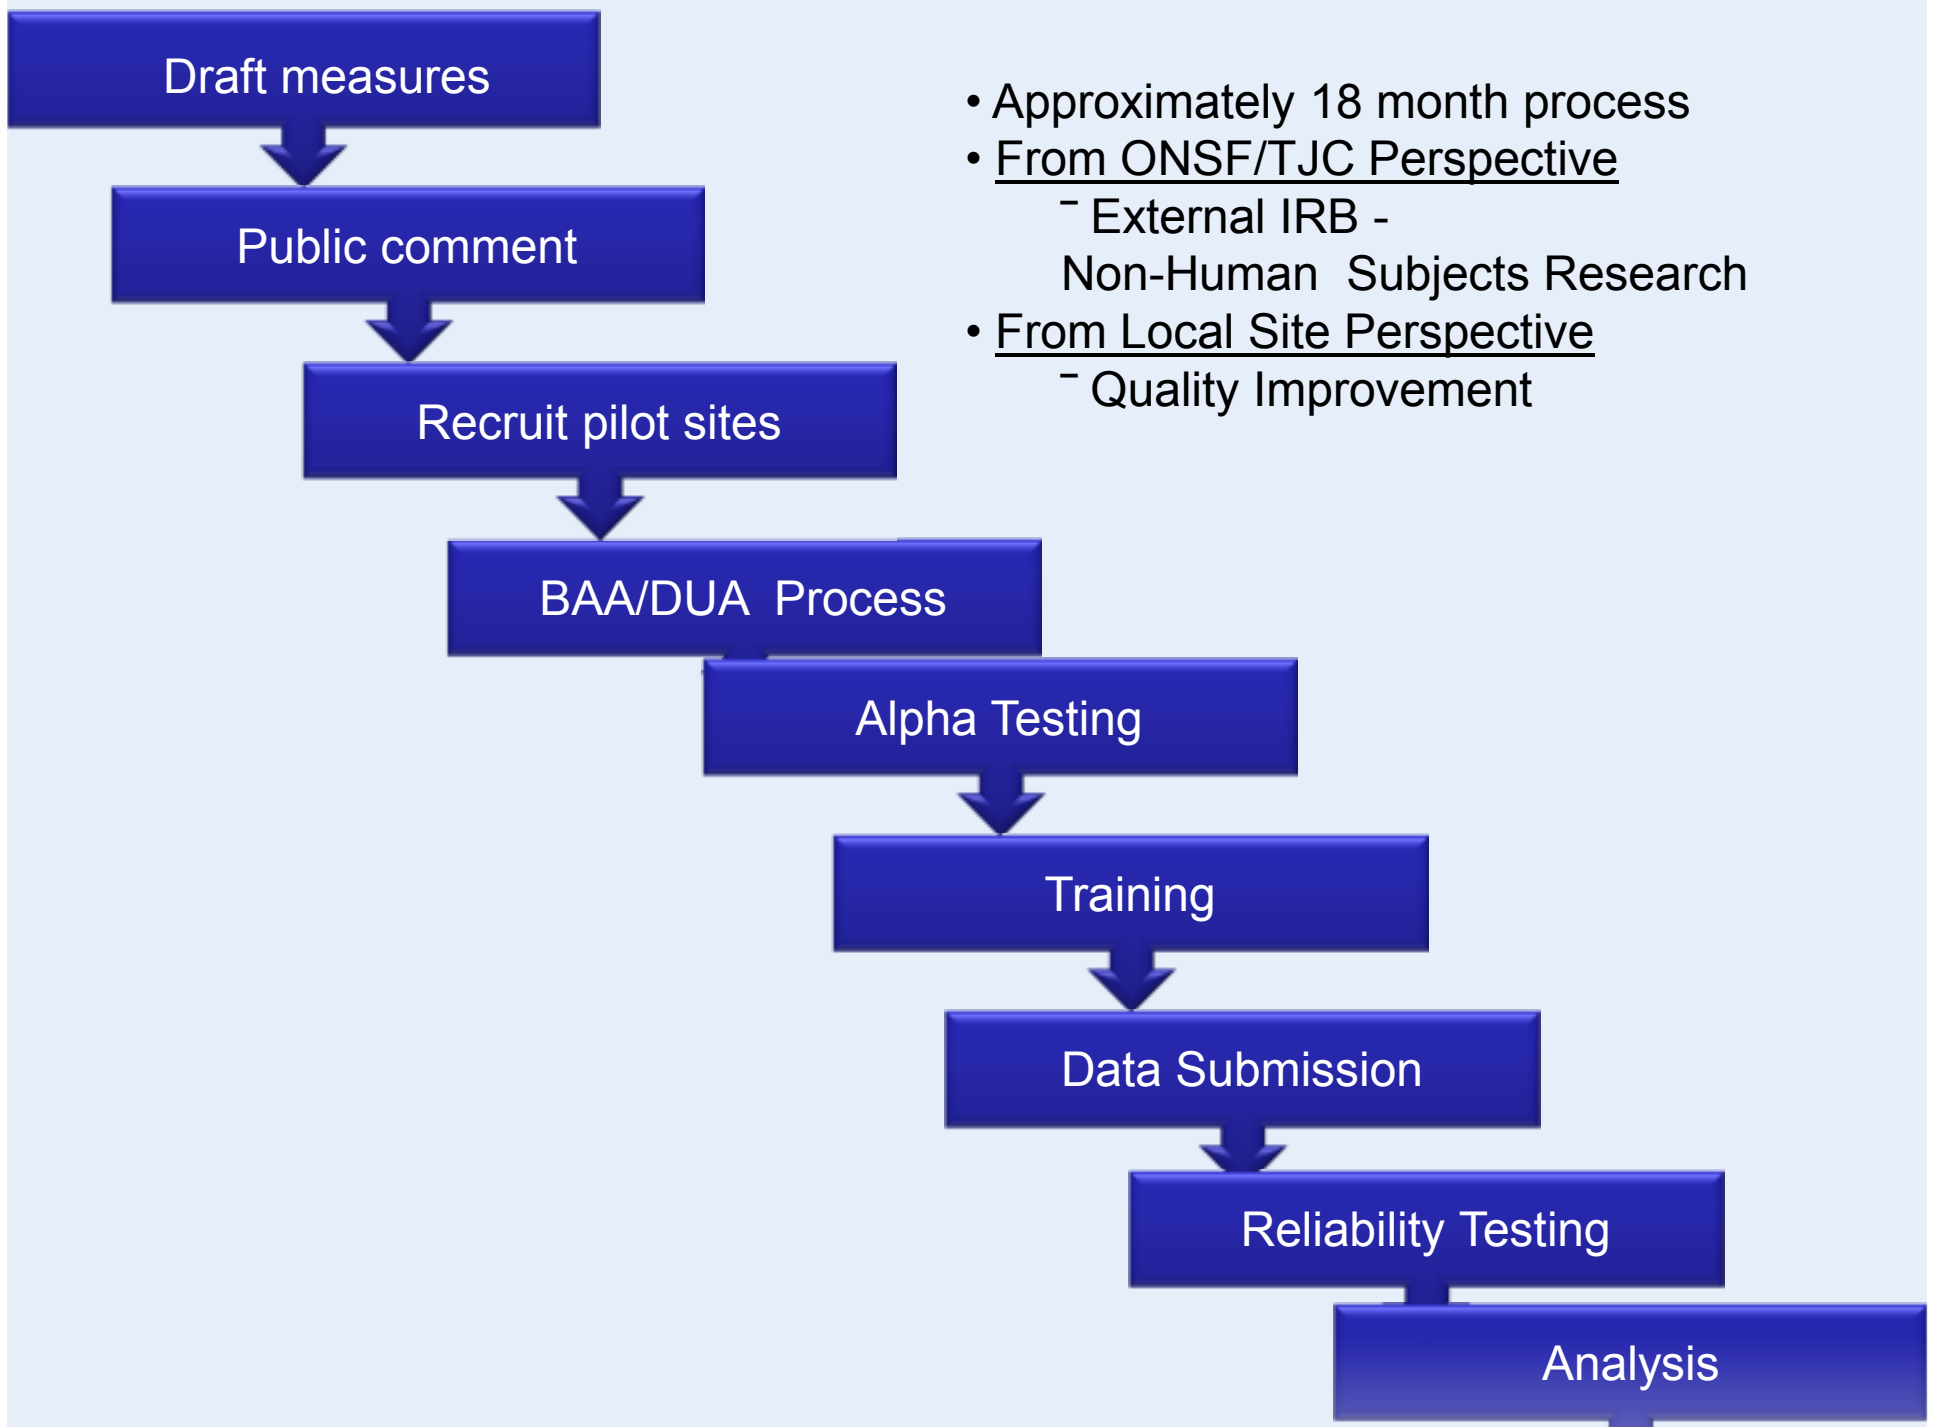 Draft measures
Public comment
Recruit pilot sites
BAA/DUA  Process
Alpha Testing
Training
Data Submission
Reliability Testing
Analysis
• Approximately 18 month process
• From ONSF/TJC Perspective
‾ External IRB -
Non-Human  Subjects Research
• From Local Site Perspective
‾ Quality Improvement